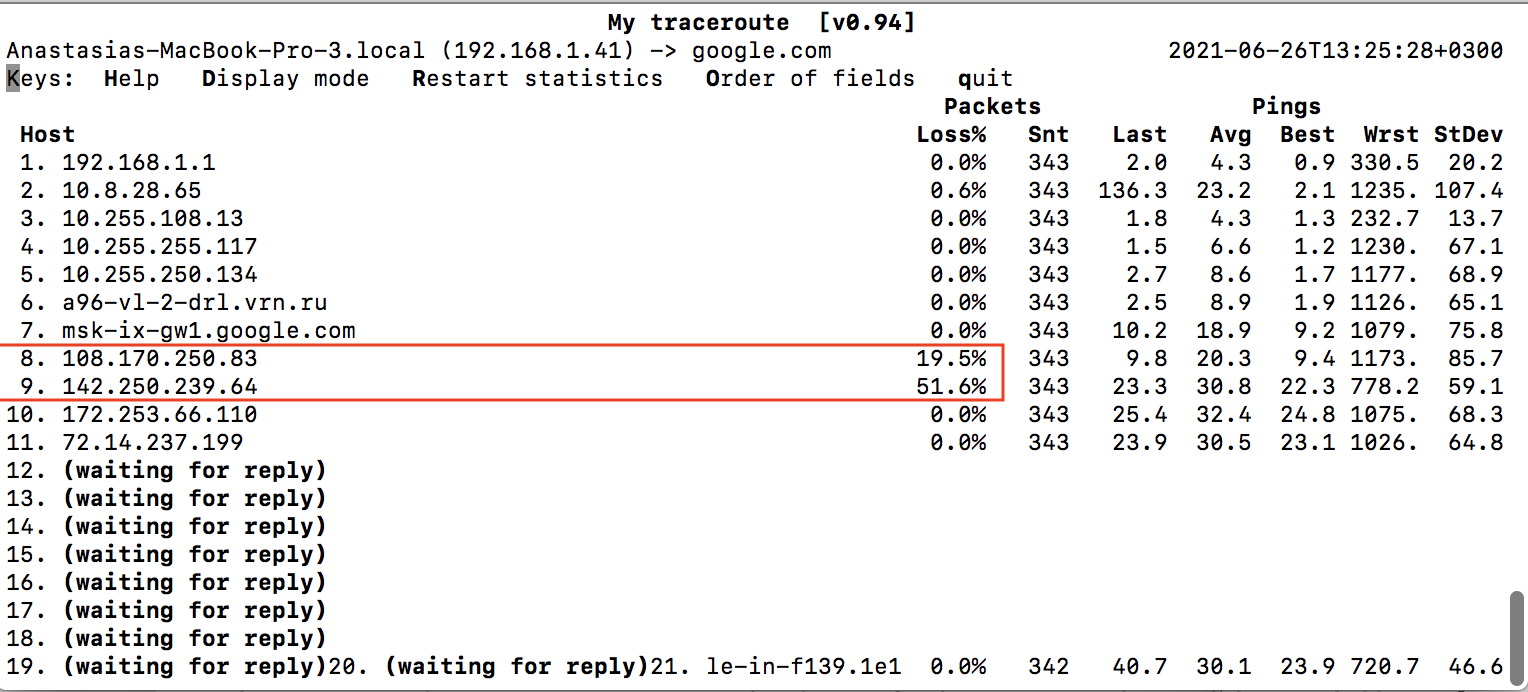 My traceroute  [v0.94]
Anastasias-MacBook-Pro-3.local (192.168.1.41) -> google.com 2021-06-26T13:25:28+0300
Keys:  Help   Display mode   Restart statistics   Order of fields   quit
Packets Pings
Host Loss% Snt Last Avg Best Wrst StDev
1. 192.168.1.1 0.0% 343 2.0 4.3 0.9 330.5 20.2
2. 10.8.28.65 0.6% 343 136.3 23.2 2.1 1235. 107.4
3. 10.255.108.13 0.0% 343 1.8 4.3 1.3 232.7 13.7
4. 10.255.255.117 0.0% 343 1.5 6.6 1.2 1230. 67.1
5. 10.255.250.134 0.0% 343 2.7 8.6 1.7 1177. 68.9
6. a96-vl-2-drl.vrn.ru 0.0% 343 2.5 8.9 1.9 1126. 65.1
7. msk-ix-gw1.google.com 0.0% 343 10.2 18.9 9.2 1079. 75.8
8. 108.170.250.83 19.5% 343 9.8 20.3 9.4 1173. 85.7
9. 142.250.239.64 51.6% 343 23.3 30.8 22.3 778.2 59.1
10. 172.253.66.110 0.0% 343 25.4 32.4 24.8 1075. 68.3
11. 72.14.237.199 0.0% 343 23.9 30.5 23.1 1026. 64.8
12. (waiting for reply)
13. (waiting for reply)
14. (waiting for reply)
15. (waiting for reply)
16. (waiting for reply)
17. (waiting for reply)
18. (waiting for reply)
19. (waiting for reply)20. (waiting for reply)21. le-in-f139.1e1 0.0% 342 40.7 30.1 23.9 720.7 46.6